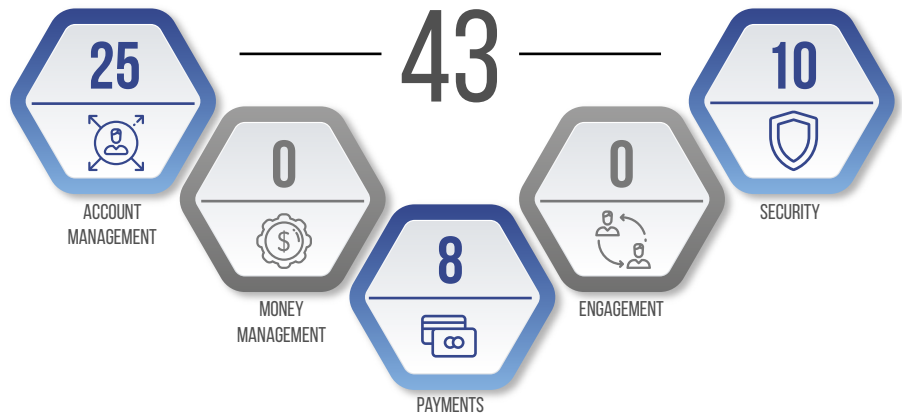 43
25
ACCOUNT
MANAGEMENT
0
$
MONEY
MANAGEMENT
8
PAYMENTS
0
ENGAGEMENT
10
SECURITY